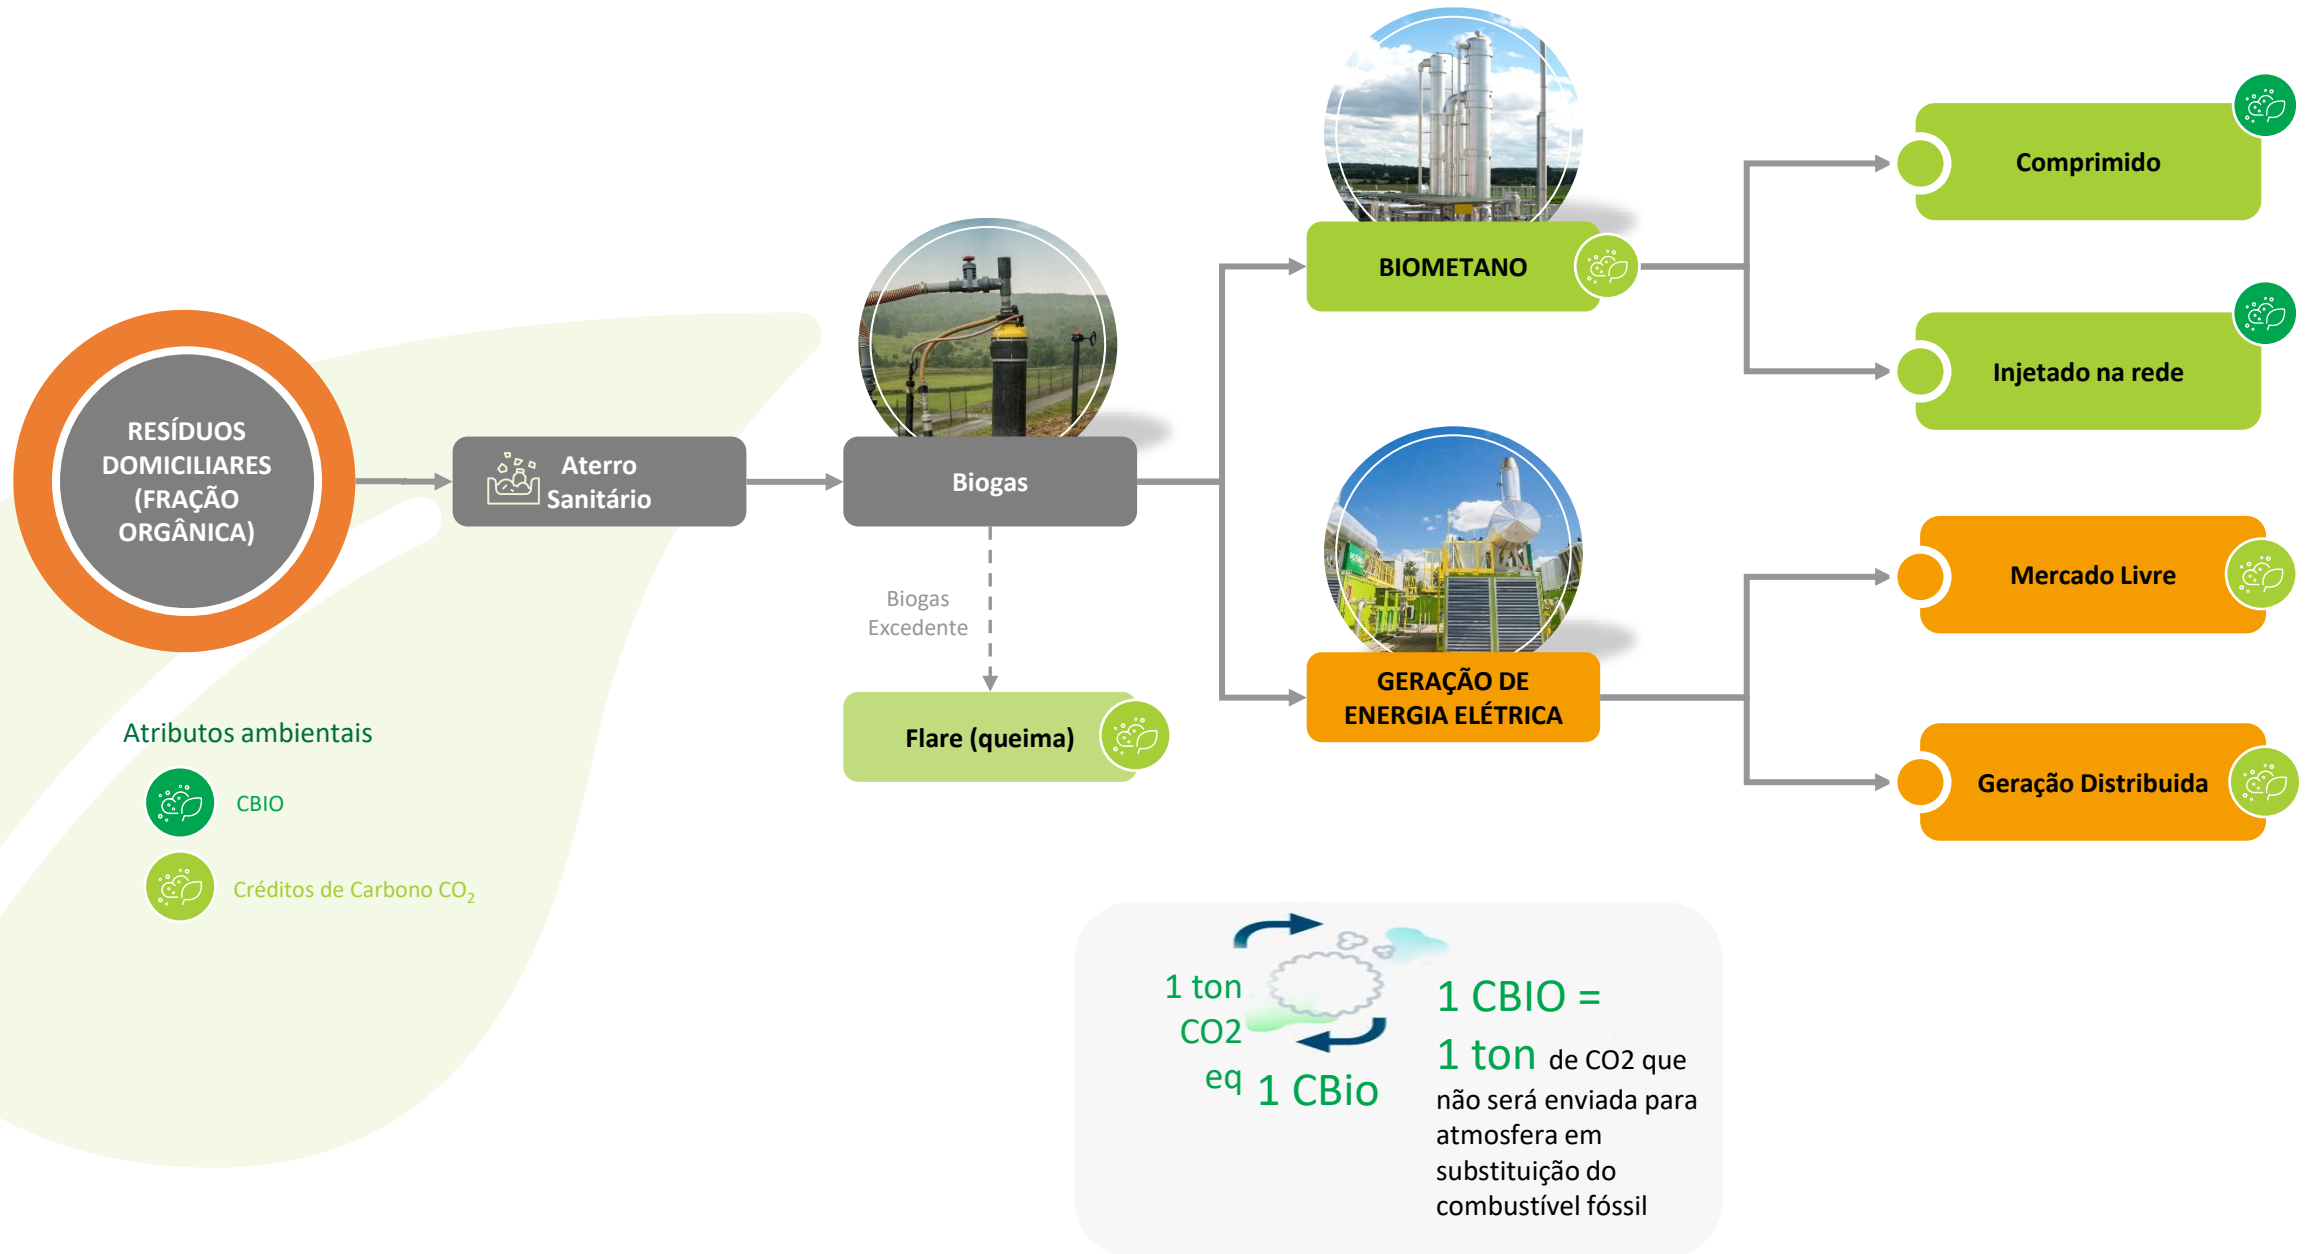 RESÍDUOS
DOMICILIARES
(FRAÇÃO
ORGÂNICA)
Aterro
Sanitário
Biogas
Biogas
Excedente
Flare (queima)
BIOMETANO
Comprimido
Injetado na rede
GERAÇÃO DE
ENERGIA ELÉTRICA
Mercado Livre
Geração Distribuida
Atributos ambientais
CBIO
Créditos de Carbono CO₂
1 ton
CO2
eq
1 CBio
1 CBIO =
1 ton de CO2 que
não será enviada para
atmosfera em
substituição do
combustível fóssil